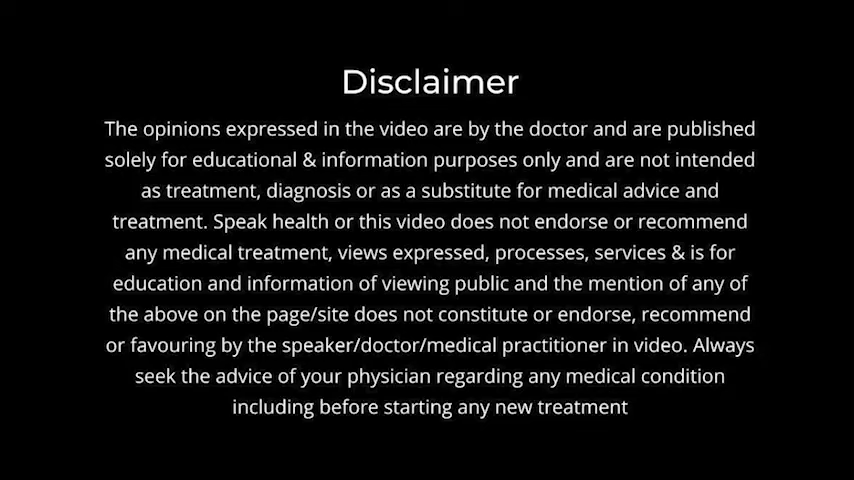 Disclaimer
The opinions expressed in the video are by the doctor and are published
solely for educational & information purposes only and are not intended
as treatment, diagnosis or as a substitute for medical advice and
treatment. Speak health or this video does not endorse or recommend
any medical treatment, views expressed, processes, services & is for
education and information of viewing public and the mention of any of
the above on the page/site does not constitute or endorse, recommend
or favouring by the speaker/doctor/medical practitioner in video. Always
seek the advice of your physician regarding any medical condition
including before starting any new treatment